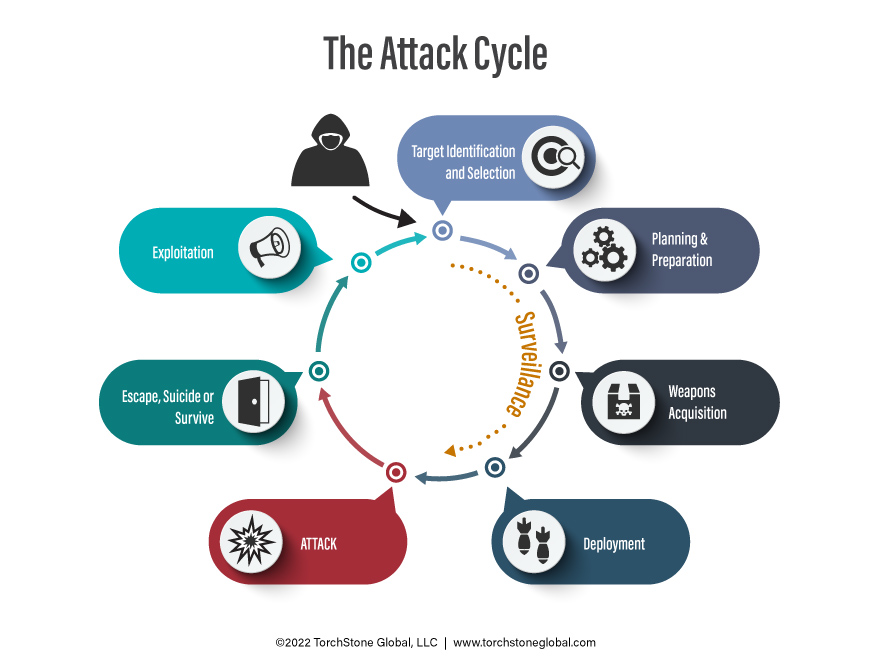 The Attack Cycle
Target Identification
and Selection
Planning &
Preparation
Weapons
Acquisition
Deployment
ATTACK
Escape, Suicide or
Survive
Exploitation
Surveillance
©2022 TorchStone Global, LLC | www.torchstoneglobal.com